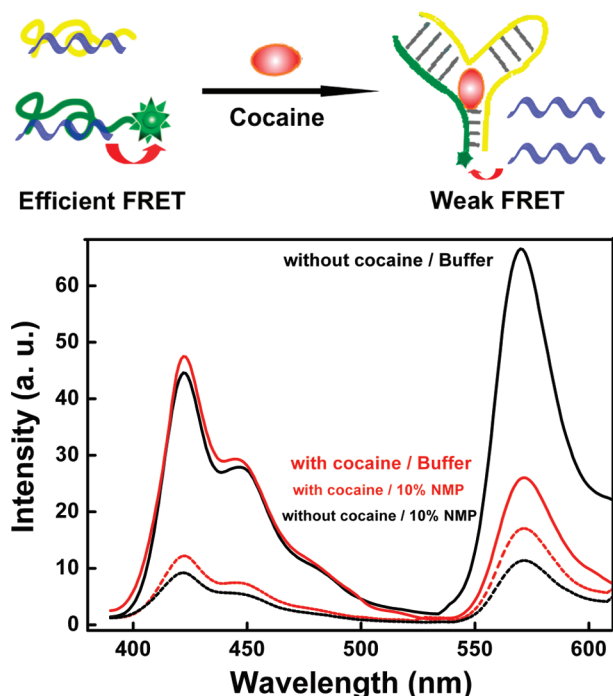 Cocaine
Efficient FRET
Weak FRET
without cocaine / Buffer
with cocaine / Buffer
with cocaine / 10% NMP
without cocaine / 10% NMP
Intensity (a. u.)
60
50
40
30
20
10
0
400
450
500
550
600
Wavelength (nm)